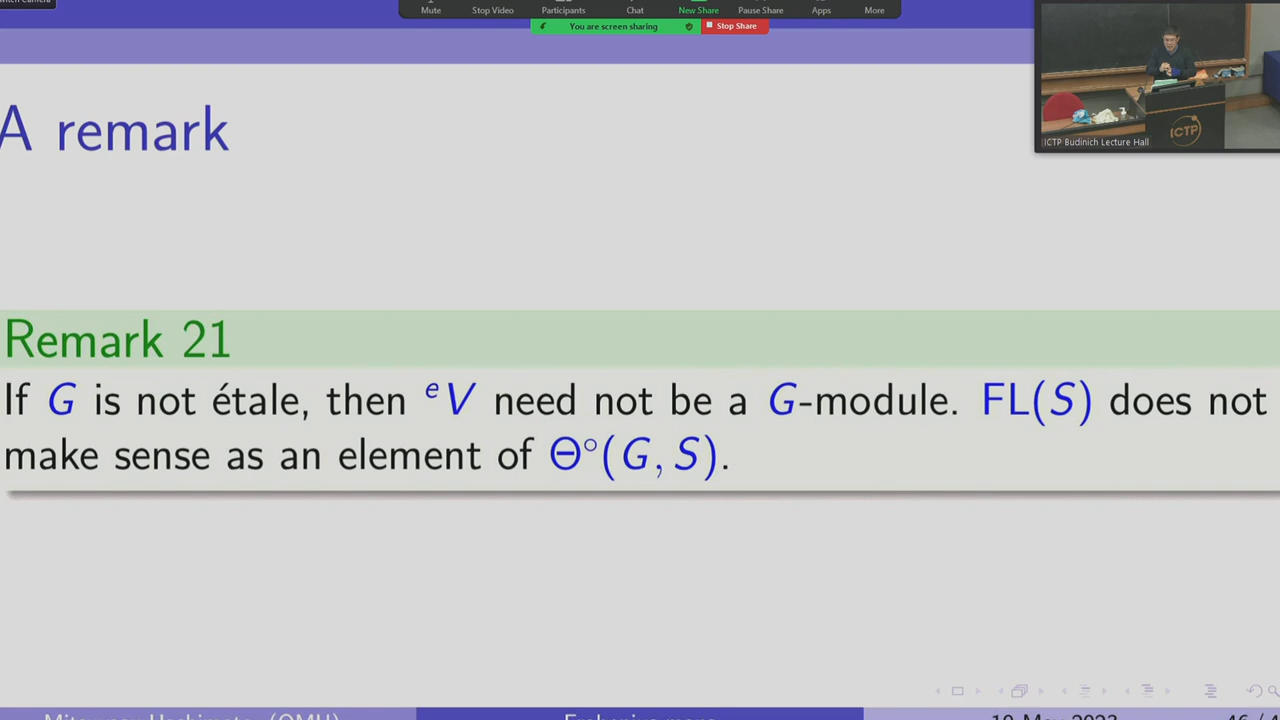 Mute Stop Video Participants Chat New Share Pause Share Apps More
You are screen sharing Stop Share
A remark
ICTP
ICTP Budinich Lecture Hall
Remark 21
If G is not étale, then ᵉV need not be a G-module. FL(S) does not
make sense as an element of Θ°(G, S).